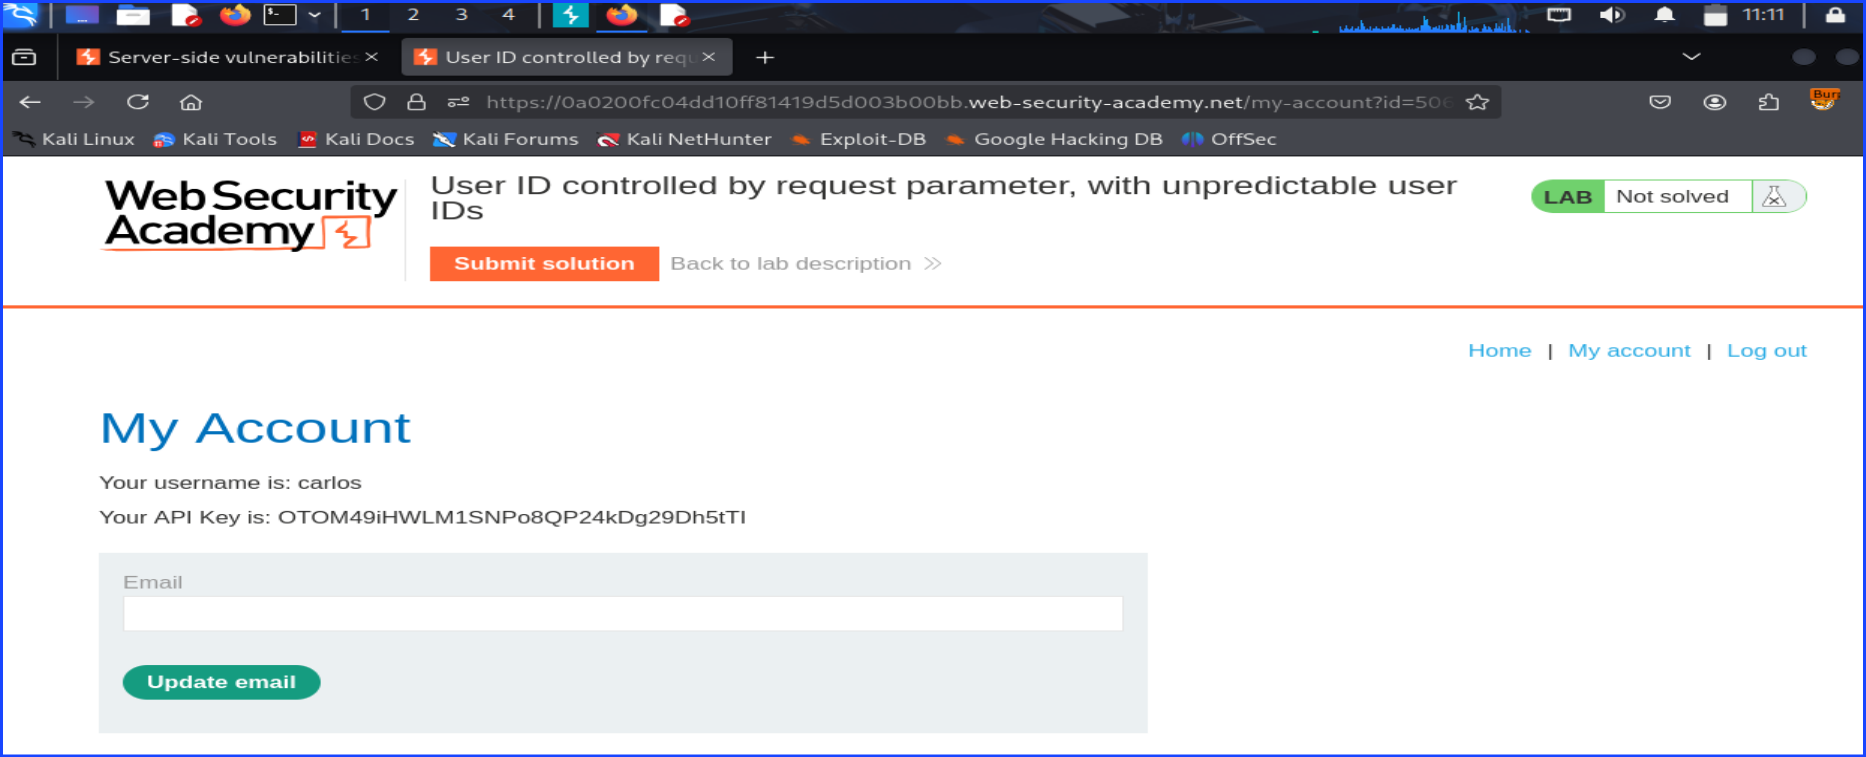 1 2 3 4 11:11
Server-side vulnerabilities User ID controlled by requ
https://0a0200fc04dd10ff81419d5d003b00bb.web-security-academy.net/my-account?id=506
Kali Linux Kali Tools Kali Docs Kali Forums Kali NetHunter Exploit-DB Google Hacking DB OffSec
Web Security
Academy
User ID controlled by request parameter, with unpredictable user
IDs
LAB Not solved
Submit solution Back to lab description
Home | My account | Log out
My Account
Your username is: carlos
Your API Key is: OTOM49iHWLM1SNPo8QP24kDg29Dh5tTI
Email
Update email